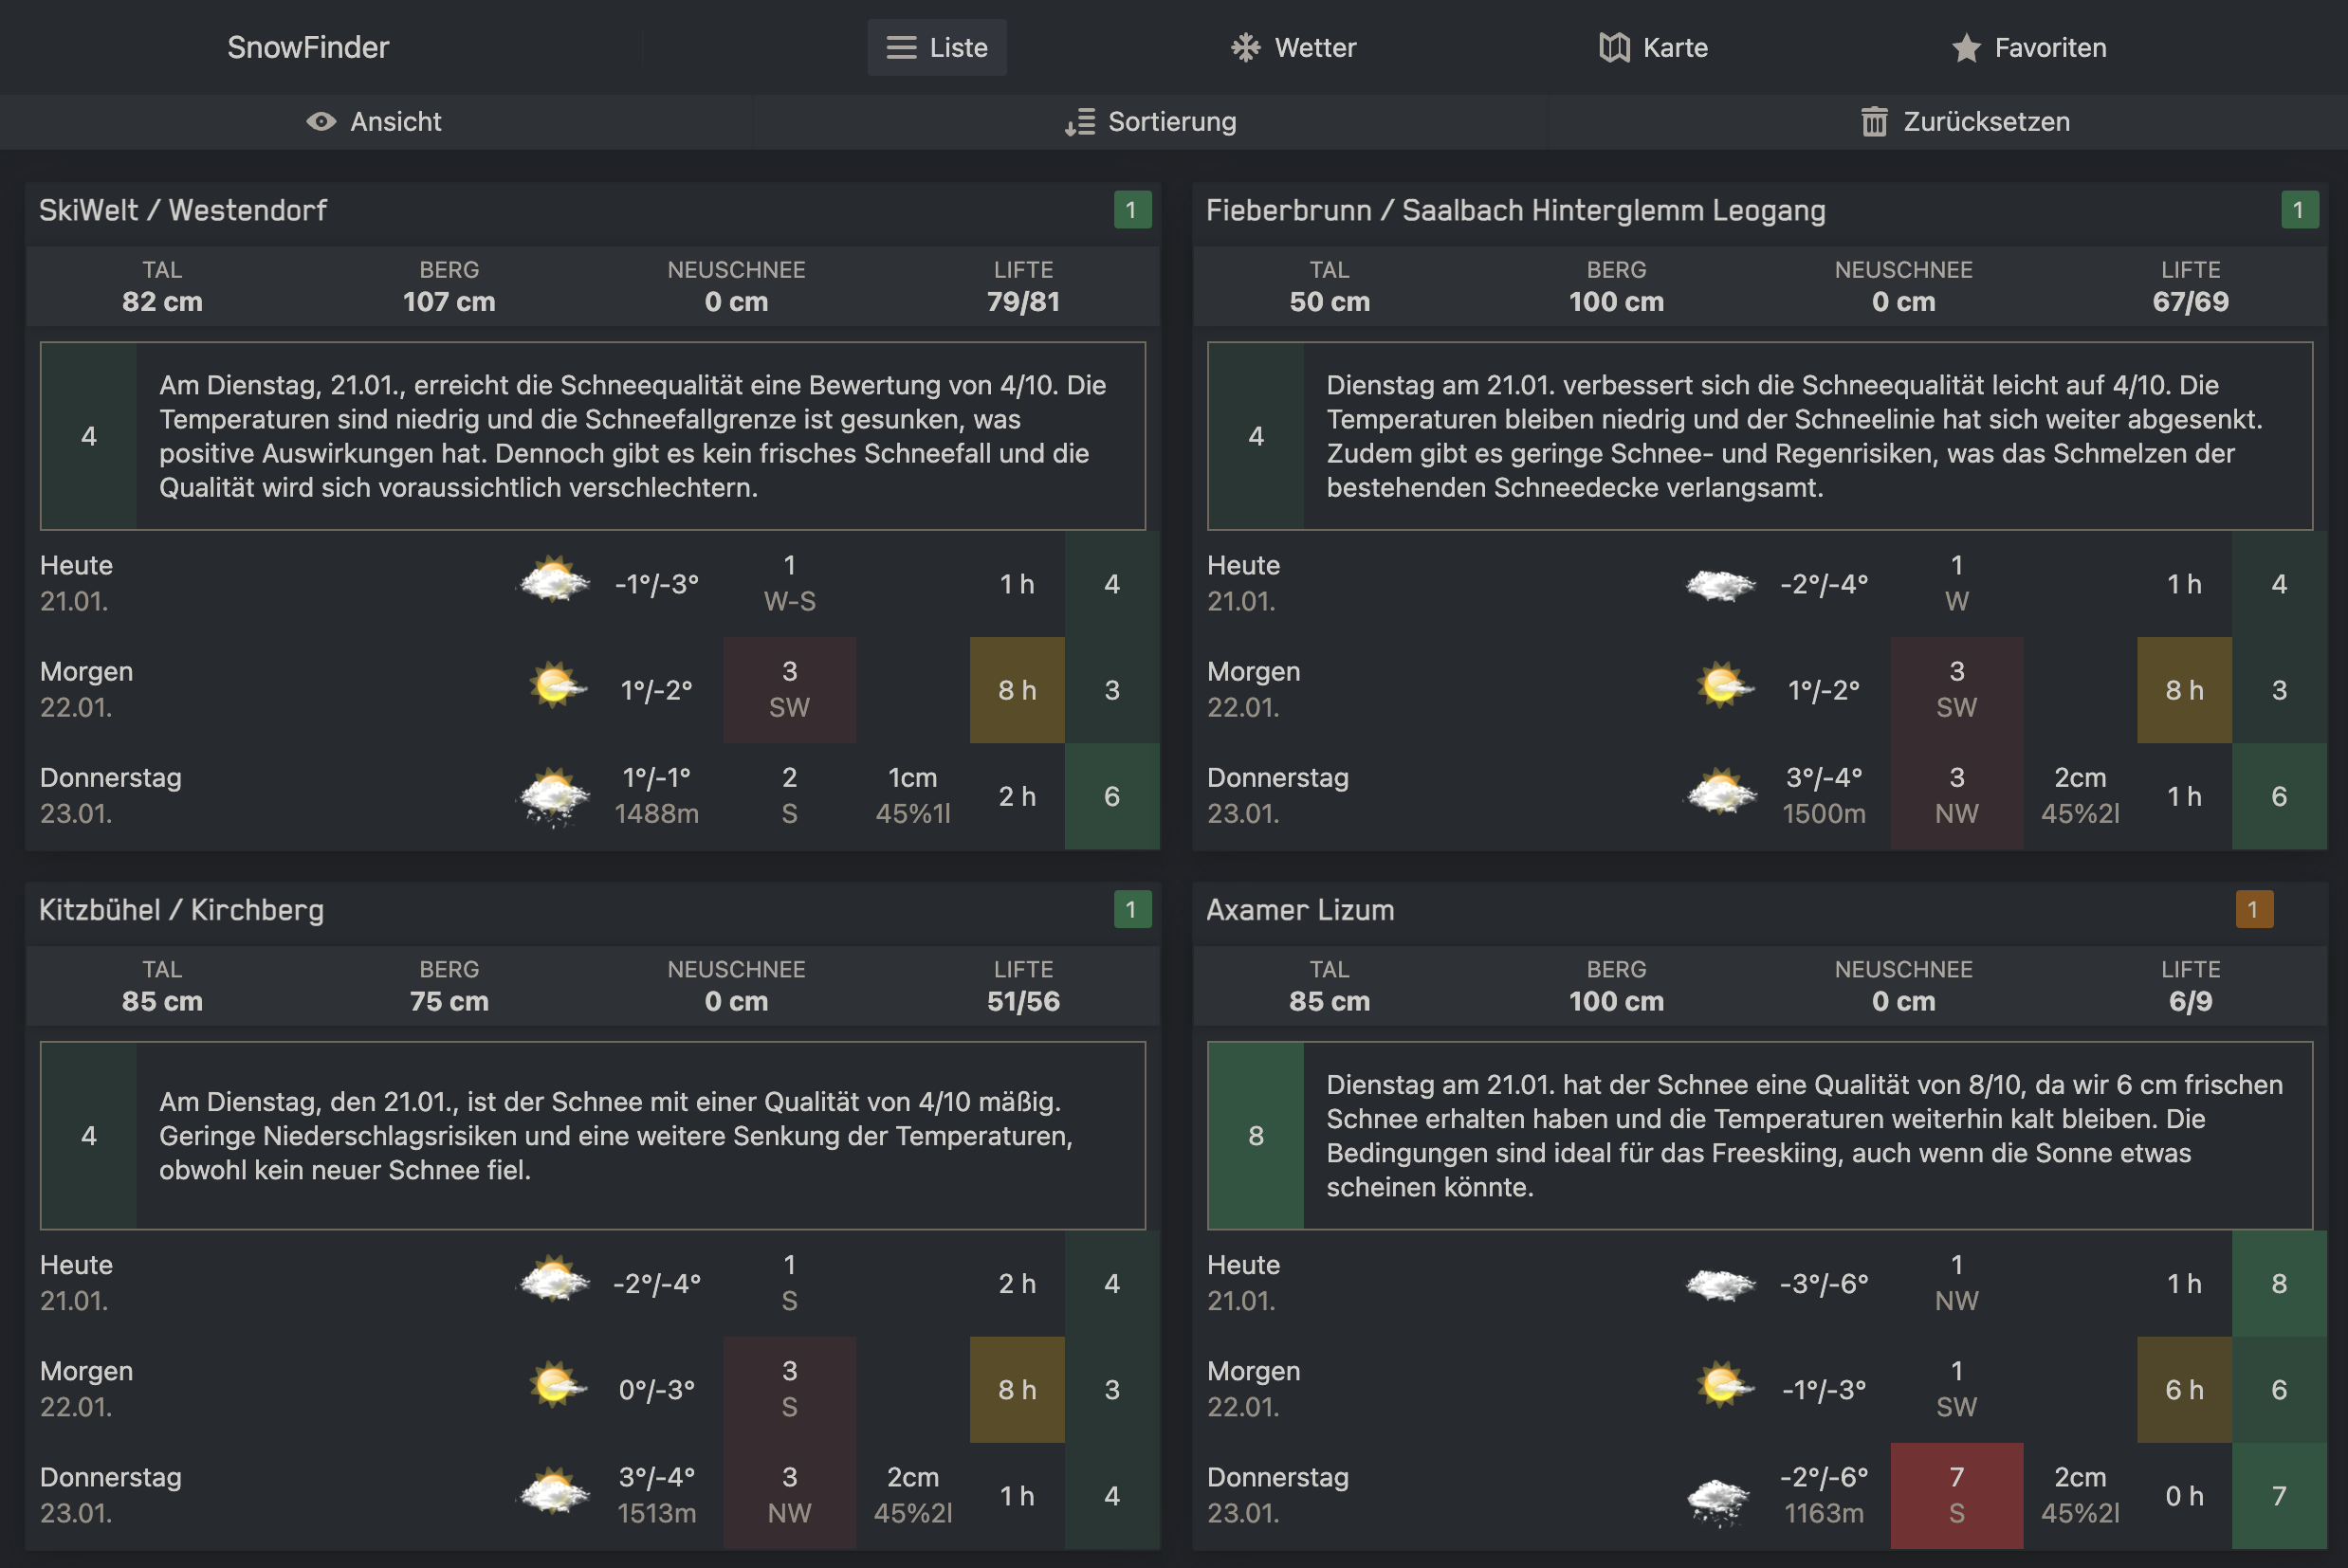 SnowFinder
Liste
Wetter
Karte
Favoriten
Ansicht
Sortierung
Zurücksetzen
SkiWelt / Westendorf
1
TAL BERG NEUSCHNEE LIFTE
82 cm 107 cm 0 cm 79/81
4
Am Dienstag, 21.01., erreicht die Schneequalität eine Bewertung von 4/10. Die
Temperaturen sind niedrig und die Schneefallgrenze ist gesunken, was
positive Auswirkungen hat. Dennoch gibt es kein frisches Schneefall und die
Qualität wird sich voraussichtlich verschlechtern.
Heute -1°/-3° 1 1 h 4
21.01. W-S
Morgen 1°/-2° 3 8 h 3
22.01. SW
Donnerstag 1°/-1° 2 1cm 2 h 6
23.01. 1488m S 45%1l
Fieberbrunn / Saalbach Hinterglemm Leogang
1
TAL BERG NEUSCHNEE LIFTE
50 cm 100 cm 0 cm 67/69
4
Dienstag am 21.01. verbessert sich die Schneequalität leicht auf 4/10. Die
Temperaturen bleiben niedrig und der Schneelinie hat sich weiter abgesenkt.
Zudem gibt es geringe Schnee- und Regenrisiken, was das Schmelzen der
bestehenden Schneedecke verlangsamt.
Heute -2°/-4° 1 1 h 4
21.01. W
Morgen 1°/-2° 3 8 h 3
22.01. SW
Donnerstag 3°/-4° 3 2cm 1 h 6
23.01. 1500m NW 45%2l
Kitzbühel / Kirchberg
1
TAL BERG NEUSCHNEE LIFTE
85 cm 75 cm 0 cm 51/56
4
Am Dienstag, den 21.01., ist der Schnee mit einer Qualität von 4/10 mäßig.
Geringe Niederschlagsrisiken und eine weitere Senkung der Temperaturen,
obwohl kein neuer Schnee fiel.
Heute -2°/-4° 1 2 h 4
21.01. S
Morgen 0°/-3° 3 8 h 3
22.01. S
Donnerstag 3°/-4° 3 2cm 1 h 4
23.01. 1513m NW 45%2l
Axamer Lizum
1
TAL BERG NEUSCHNEE LIFTE
85 cm 100 cm 0 cm 6/9
8
Dienstag am 21.01. hat der Schnee eine Qualität von 8/10, da wir 6 cm frischen
Schnee erhalten haben und die Temperaturen weiterhin kalt bleiben. Die
Bedingungen sind ideal für das Freeskiing, auch wenn die Sonne etwas
scheinen könnte.
Heute -3°/-6° 1 1 h 8
21.01. NW
Morgen -1°/-3° 1 6 h 6
22.01. SW
Donnerstag -2°/-6° 7 2cm 0 h 7
23.01. 1163m S 45%2l